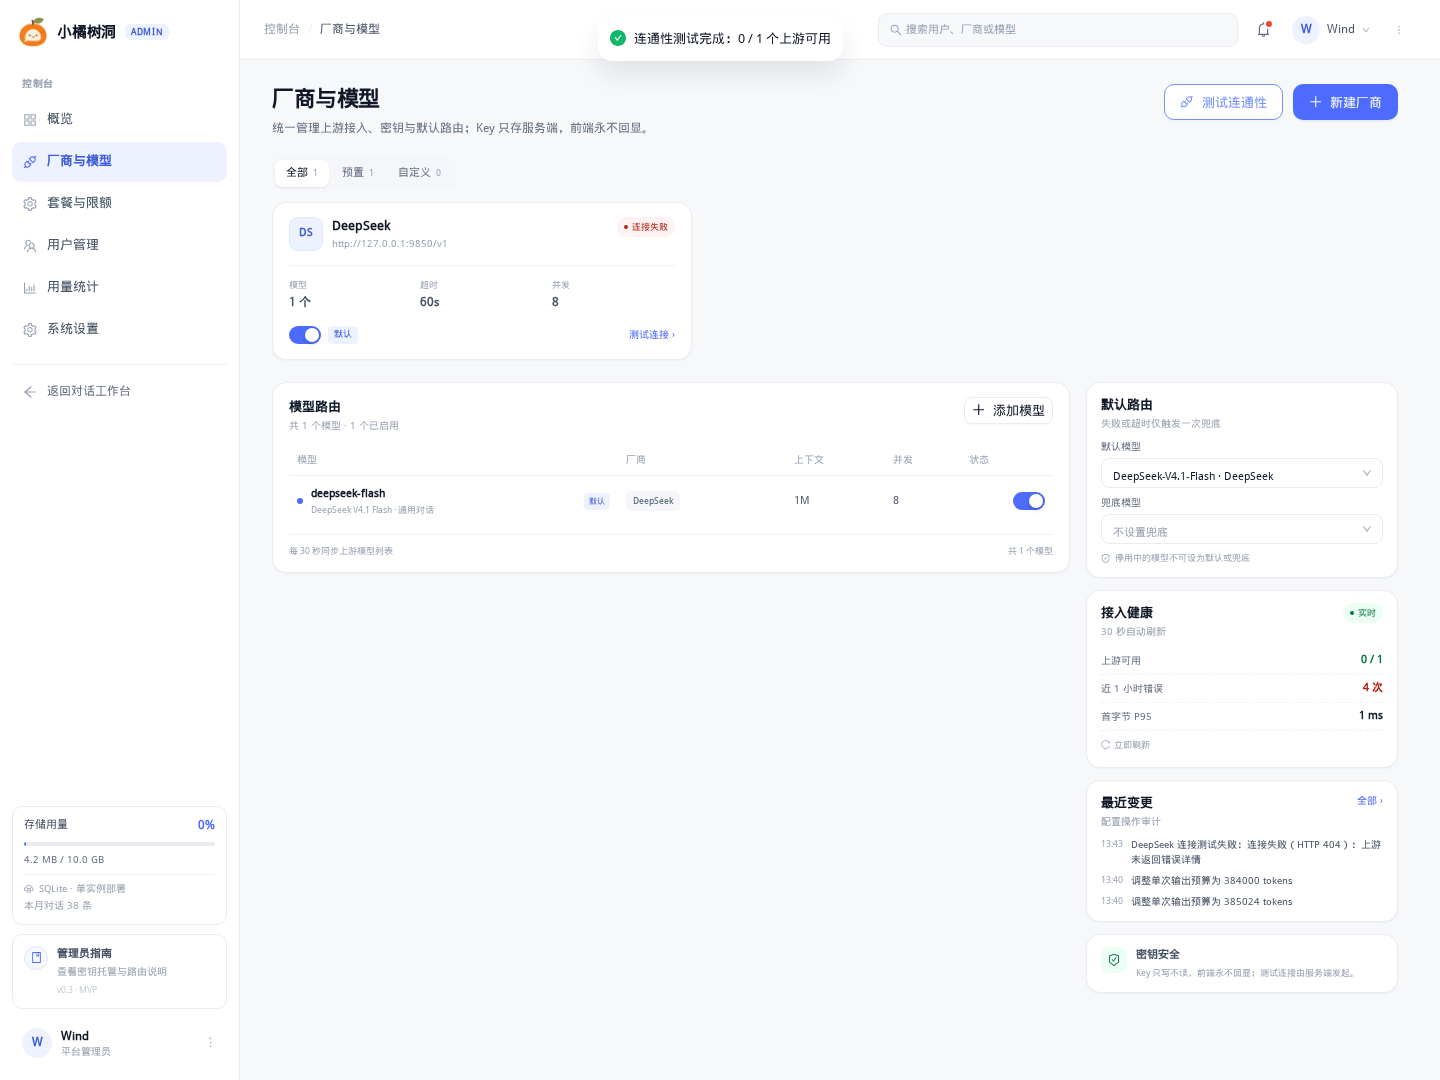 小橘树洞 ADMIN
控制台
概览
厂商与模型
套餐与限额
用户管理
用量统计
系统设置
返回对话工作台
存储用量 0%
4.2 MB / 10.0 GB
SQLite · 单实例部署
本月对话 38 条
管理员指南
查看密钥托管与路由说明
v0.3 · MVP
W Wind
平台管理员
控制台 / 厂商与模型
连通性测试完成：0 / 1 个上游可用
搜索用户、厂商或模型
W Wind
厂商与模型
统一管理上游接入、密钥与默认路由；Key 只存服务端，前端永不回显。
测试连通性
新建厂商
全部 1 预置 1 自定义 0
DS DeepSeek
http://127.0.0.1:9850/v1
连接失败
模型 超时 并发
1 个 60s 8
默认 测试连接 ›
模型路由
共 1 个模型 · 1 个已启用
添加模型
模型 厂商 上下文 并发 状态
deepseek-flash
DeepSeek V4.1 Flash · 通用对话
默认 DeepSeek 1M 8
每 30 秒同步上游模型列表 共 1 个模型
默认路由
失败或超时仅触发一次兜底
默认模型
DeepSeek-V4.1-Flash · DeepSeek
兜底模型
不设置兜底
停用中的模型不可设为默认或兜底
接入健康 实时
30 秒自动刷新
上游可用 0 / 1
近 1 小时错误 4 次
首字节 P95 1 ms
立即刷新
最近变更 全部 ›
配置操作审计
13:43 DeepSeek 连接测试失败：连接失败（HTTP 404）：上游
未返回错误详情
13:40 调整单次输出预算为 384000 tokens
13:40 调整单次输出预算为 385024 tokens
密钥安全
Key 只写不读，前端永不回显；测试连接由服务端发起。